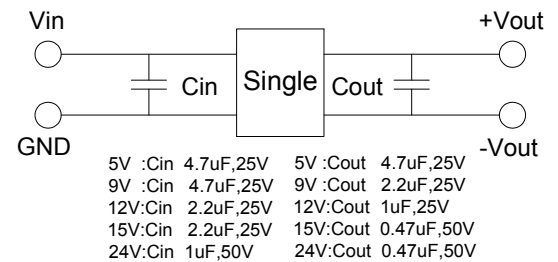 Vin +Vout
Cin Single Cout
GND -Vout
5V :Cin 4.7uF,25V 5V :Cout 4.7uF,25V
9V :Cin 4.7uF,25V 9V :Cout 2.2uF,25V
12V:Cin 2.2uF,25V 12V:Cout 1uF,25V
15V:Cin 2.2uF,25V 15V:Cout 0.47uF,50V
24V:Cin 1uF,50V 24V:Cout 0.47uF,50V